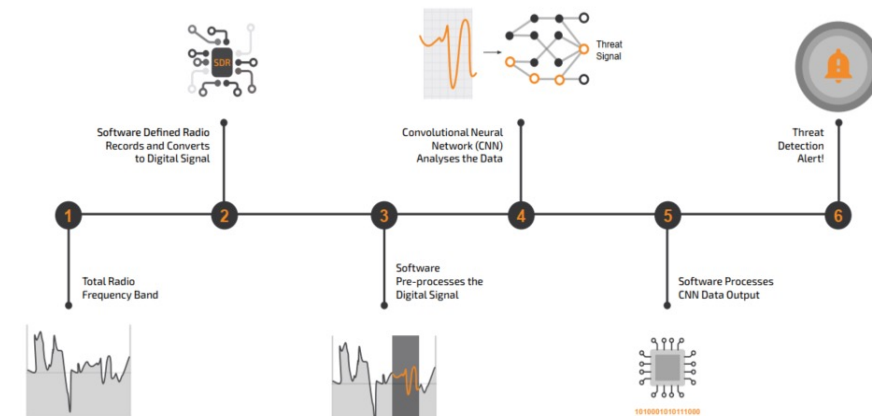 SDR
Software Defined Radio
Records and Converts
to Digital Signal
Threat
Signal
Convolutional Neural
Network (CNN)
Analyses the Data
Threat
Detection
Alert!
1
2
3
4
5
6
Total Radio
Frequency Band
Software
Pre-processes the
Digital Signal
Software Processes
CNN Data Output
1010001010111000